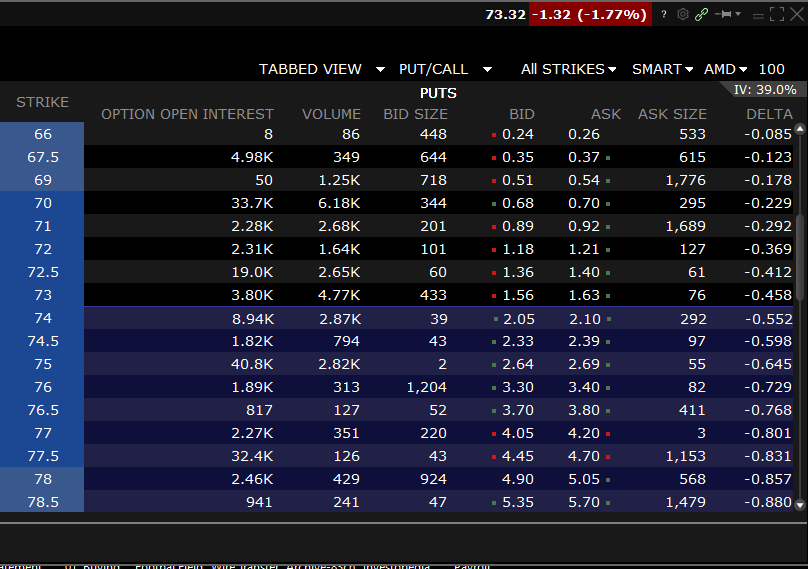 73.32 -1.32 (-1.77%) ?
TABBED VIEW PUT/CALL All STRIKES SMART AMD 100
IV: 39.0%
PUTS
STRIKE OPTION OPEN INTEREST VOLUME BID SIZE BID ASK ASK SIZE DELTA
66 8 86 448 0.24 0.26 533 -0.085
67.5 4.98K 349 644 0.35 0.37 615 -0.123
69 50 1.25K 718 0.51 0.54 1,776 -0.178
70 33.7K 6.18K 344 0.68 0.70 295 -0.229
71 2.28K 2.68K 201 0.89 0.92 1,689 -0.292
72 2.31K 1.64K 101 1.18 1.21 127 -0.369
72.5 19.0K 2.65K 60 1.36 1.40 61 -0.412
73 3.80K 4.77K 433 1.56 1.63 76 -0.458
74 8.94K 2.87K 39 2.05 2.10 292 -0.552
74.5 1.82K 794 43 2.33 2.39 97 -0.598
75 40.8K 2.82K 2 2.64 2.69 55 -0.645
76 1.89K 313 1,204 3.30 3.40 82 -0.729
76.5 817 127 52 3.70 3.80 411 -0.768
77 2.27K 351 220 4.05 4.20 3 -0.801
77.5 32.4K 126 43 4.45 4.70 1,153 -0.831
78 2.46K 429 924 4.90 5.05 568 -0.857
78.5 941 241 47 5.35 5.70 1,479 -0.880
Buying Football Field Wire Transfer Investopedia Payroll